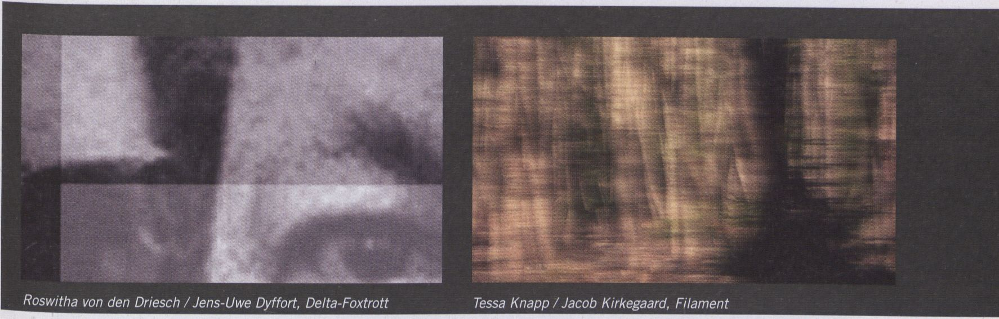 Roswitha von den Driesch / Jens-Uwe Dyffort, Delta-Foxtrott
Tessa Knapp / Jacob Kirkegaard, Filament